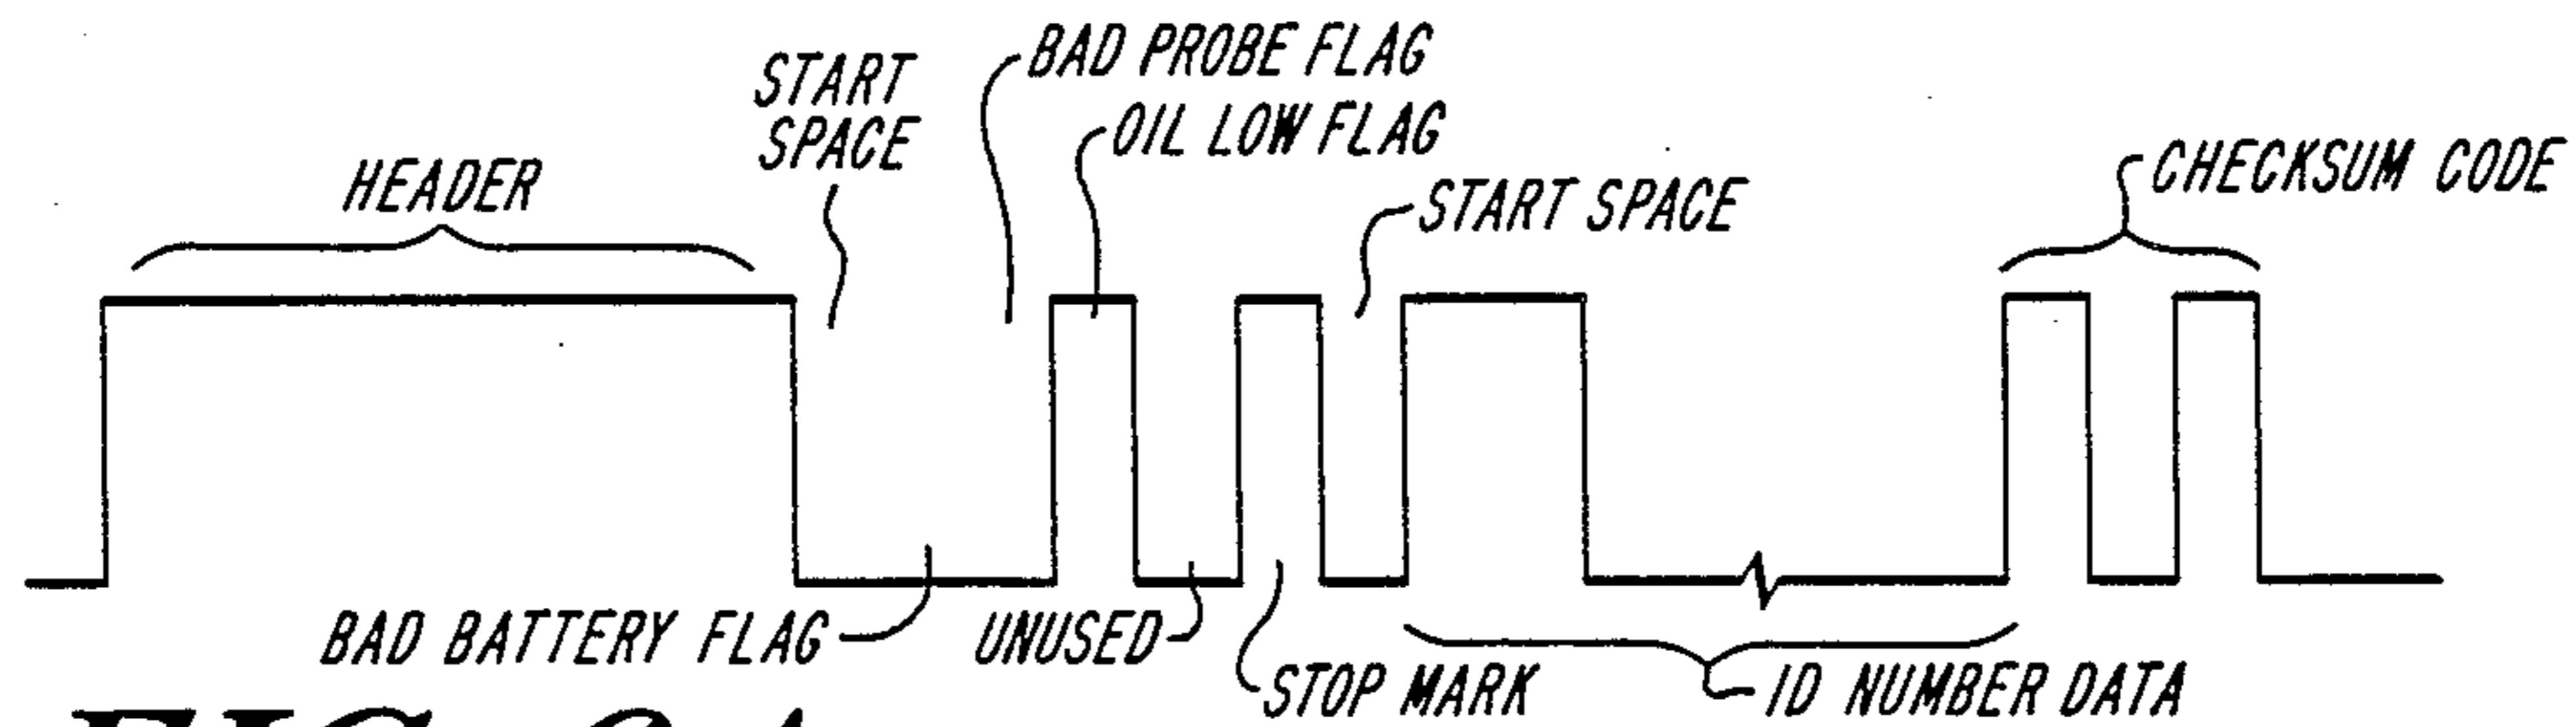 START
SPACE
BAD PROBE FLAG
OIL LOW FLAG
HEADER
START SPACE
CHECKSUM CODE
BAD BATTERY FLAG
UNUSED
STOP MARK
ID NUMBER DATA